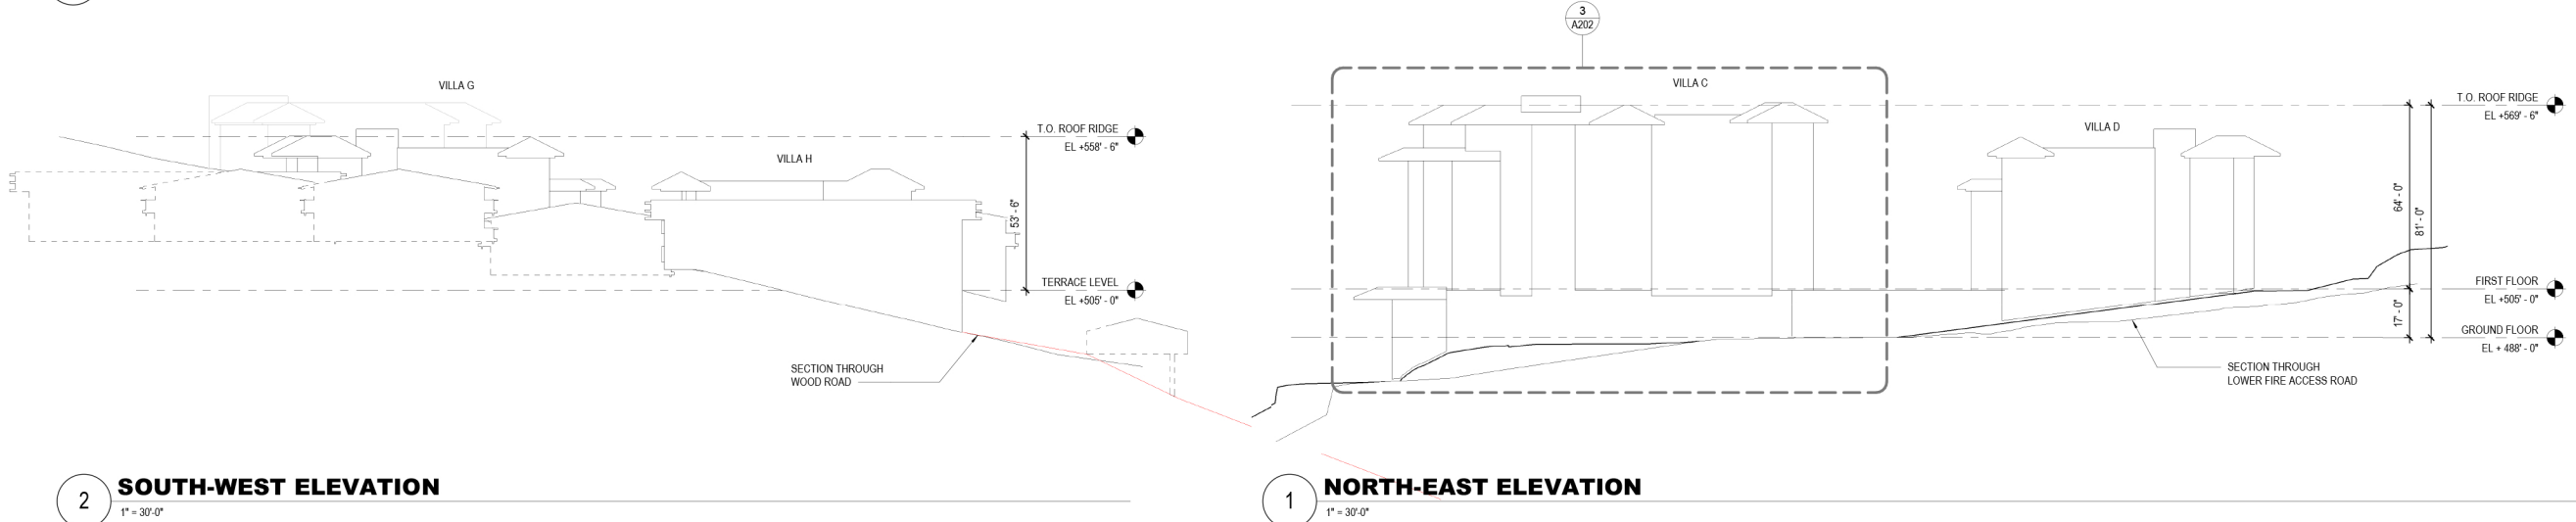 VILLA G
T.O. ROOF RIDGE
EL +558' - 6"
VILLA H
53' - 6"
TERRACE LEVEL
EL +505' - 0"
SECTION THROUGH
WOOD ROAD
2
SOUTH-WEST ELEVATION
1" = 30'-0"
3
A202
VILLA C
T.O. ROOF RIDGE
EL +569' - 6"
VILLA D
64' - 0"
81' - 0"
FIRST FLOOR
EL +505' - 0"
17' - 0"
GROUND FLOOR
EL + 488' - 0"
SECTION THROUGH
LOWER FIRE ACCESS ROAD
1
NORTH-EAST ELEVATION
1" = 30'-0"